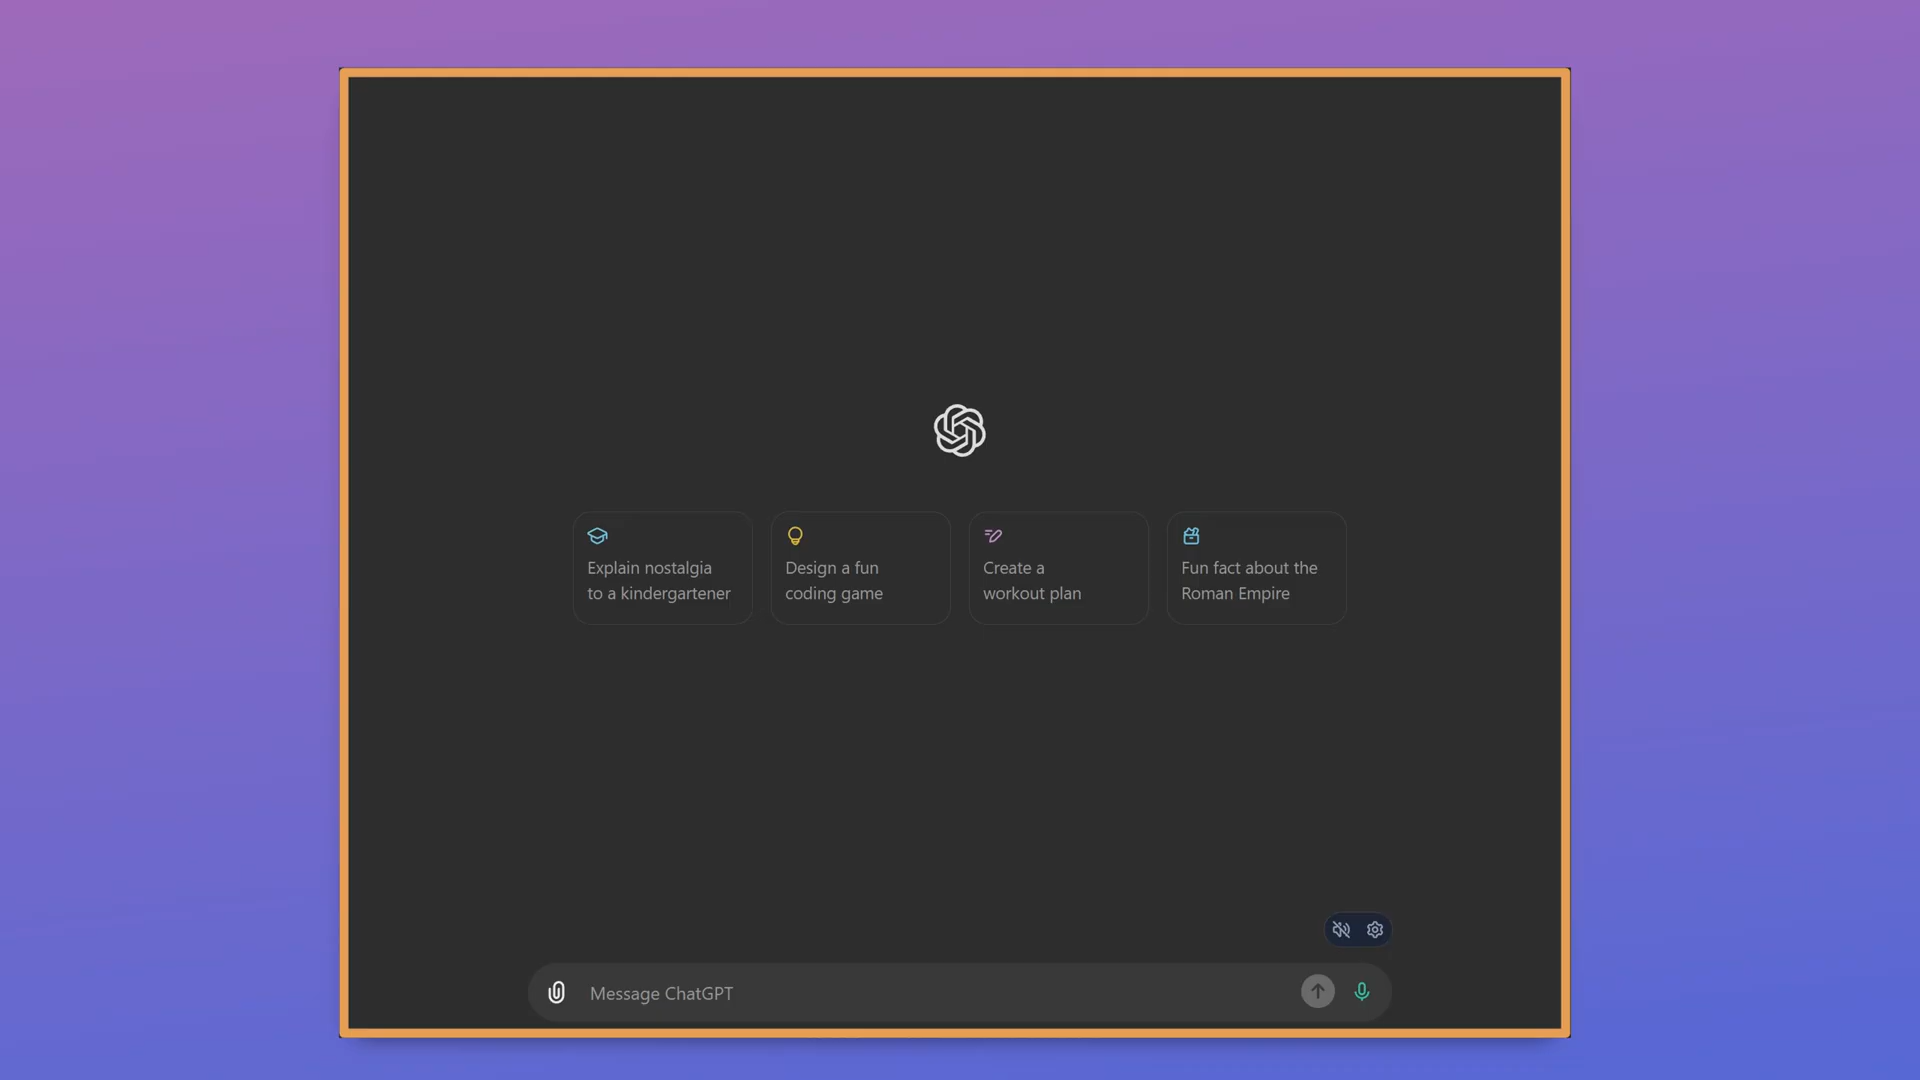 Explain nostalgia
to a kindergartener
Design a fun
coding game
Create a
workout plan
Fun fact about the
Roman Empire
Message ChatGPT